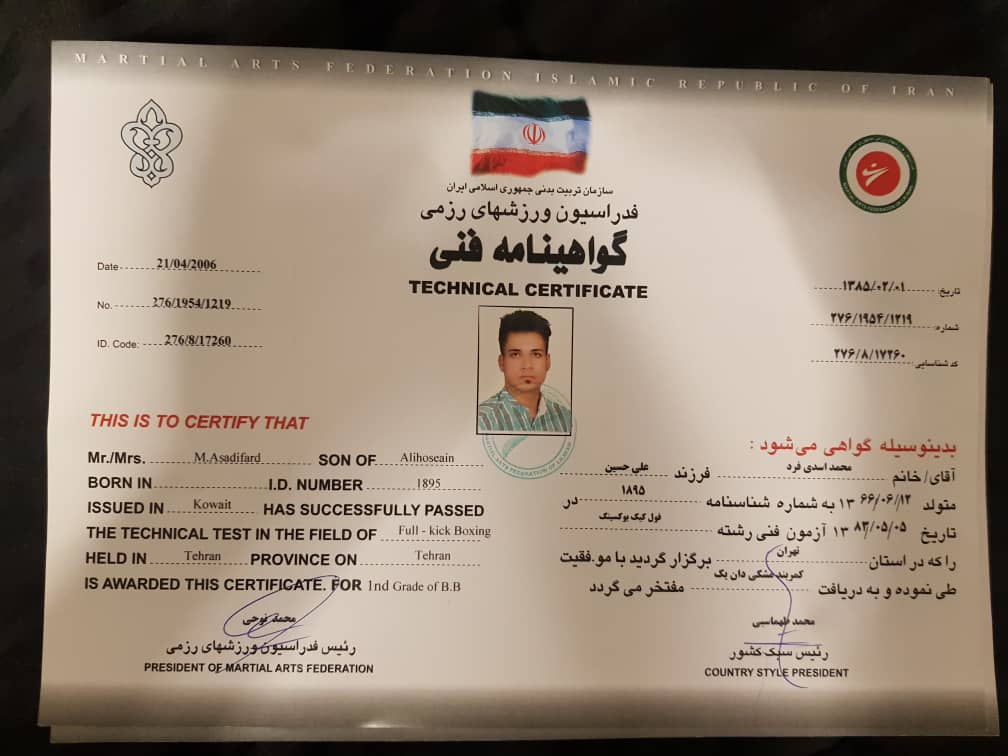 MARTIAL ARTS FEDERATION ISLAMIC REPUBLIC OF IRAN
سازمان تربیت بدنی جمهوری اسلامی ایران
فدراسیون ورزشهای رزمی
گواهینامه فنی
TECHNICAL CERTIFICATE
Date 21/04/2006
No. 276/1954/1219
ID. Code: 276/8/17260
تاریخ: ۱۳۸۵/۰۲/۰۱
شماره: ۲۷۶/۱۹۵۴/۱۲۱۹
کد شناسایی: ۲۷۶/۸/۱۷۲۶۰
THIS IS TO CERTIFY THAT
Mr./Mrs. M.Asadifard SON OF Alihoseain
BORN IN I.D. NUMBER 1895
ISSUED IN Kowait HAS SUCCESSFULLY PASSED
THE TECHNICAL TEST IN THE FIELD OF Full - kick Boxing
HELD IN Tehran PROVINCE ON Tehran
IS AWARDED THIS CERTIFICATE. FOR 1nd Grade of B.B
بدینوسیله گواهی می‌شود :
آقای/خانم محمد اسدی فرد فرزند علی حسین
متولد ۱۳۶۶/۰۶/۱۲ به شماره شناسنامه ۱۸۹۵ در
تاریخ ۱۳۸۳/۰۵/۰۵ آزمون فنی رشته فول کیک بوکسینگ
را که در استان تهران برگزار گردید با موفقیت
طی نموده و به دریافت کمربند مشکی دان یک مفتخر می گردد
محمد نوحی
رئیس فدراسیون ورزشهای رزمی
PRESIDENT OF MARTIAL ARTS FEDERATION
محمد طهماسبی
رئیس سبک کشور
COUNTRY STYLE PRESIDENT